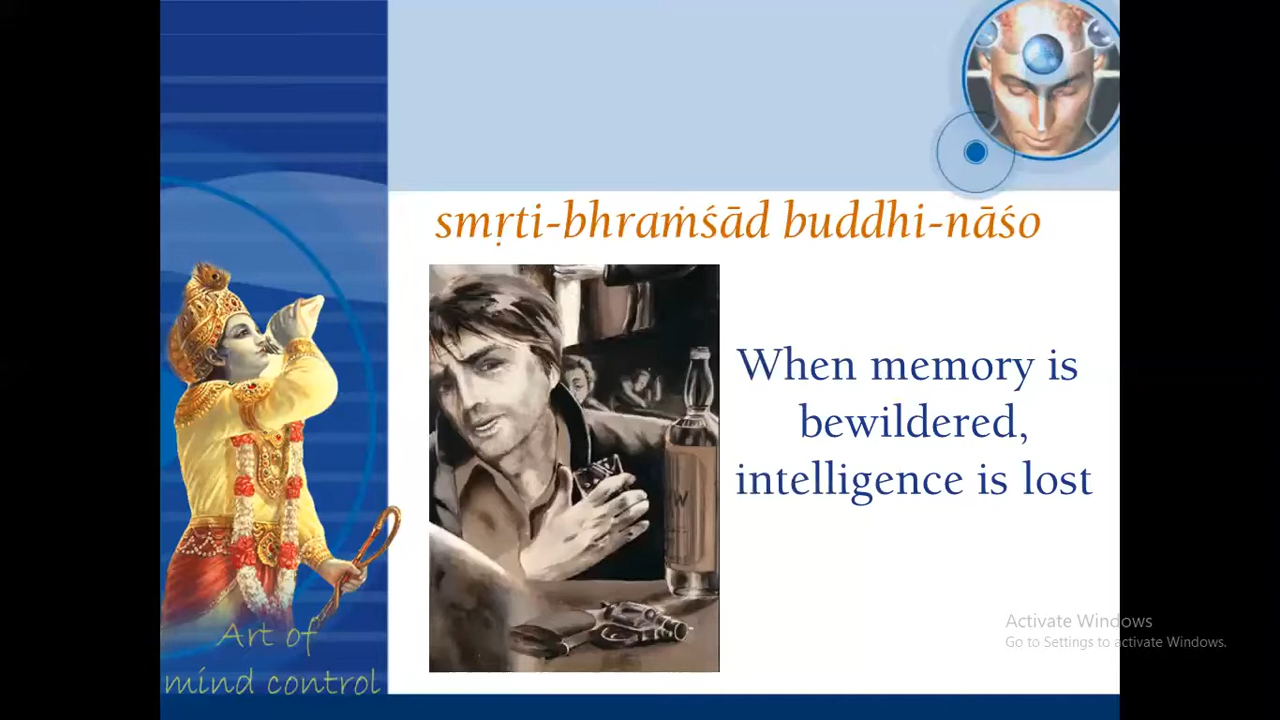 smṛti-bhraṁśād buddhi-nāśo
When memory is
bewildered,
intelligence is lost
Art of
mind control
W
Activate Windows
Go to Settings to activate Windows.